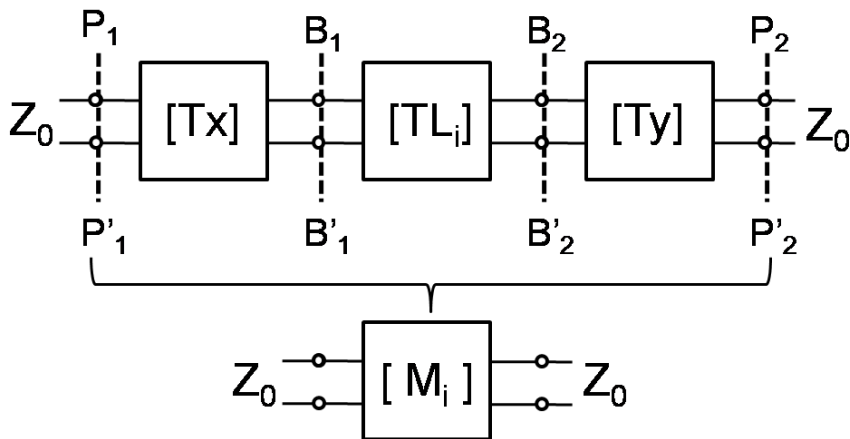 P₁ B₁ B₂ P₂
Z₀ [Tx] [TLᵢ] [Ty] Z₀
P'₁ B'₁ B'₂ P'₂
Z₀ [ Mᵢ ] Z₀